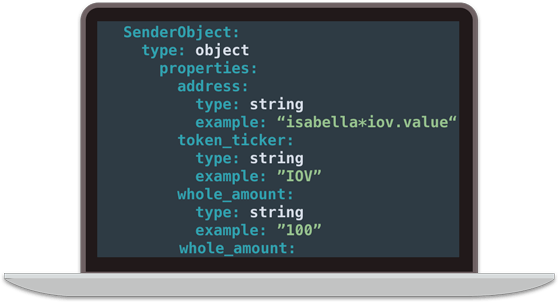 SenderObject:
type: object
properties:
address:
type: string
example: “isabella*iov.value“
token_ticker:
type: string
example: ”IOV”
whole_amount:
type: string
example: ”100”
whole_amount: